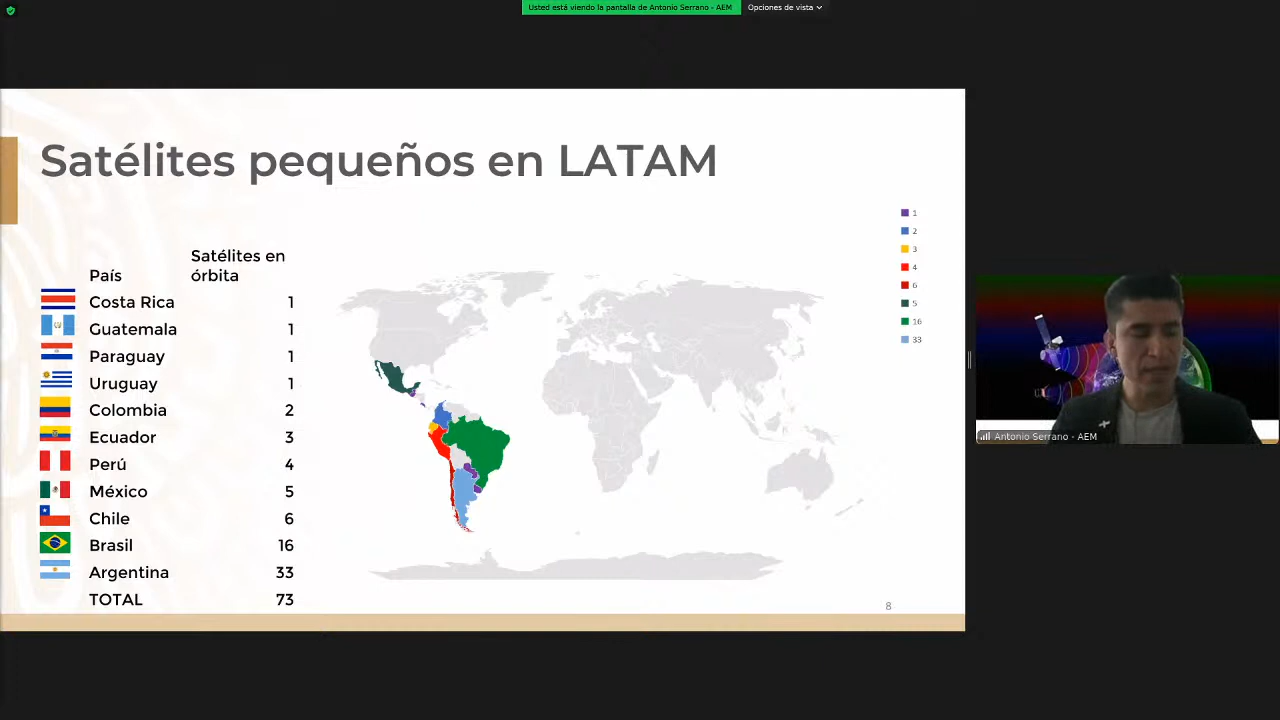 Usted está viendo la pantalla de Antonio Serrano - AEM
Opciones de vista
Satélites pequeños en LATAM
País
Satélites en
órbita
Costa Rica 1
Guatemala 1
Paraguay 1
Uruguay 1
Colombia 2
Ecuador 3
Perú 4
México 5
Chile 6
Brasil 16
Argentina 33
TOTAL 73
1
2
3
4
6
5
16
33
8
Antonio Serrano - AEM